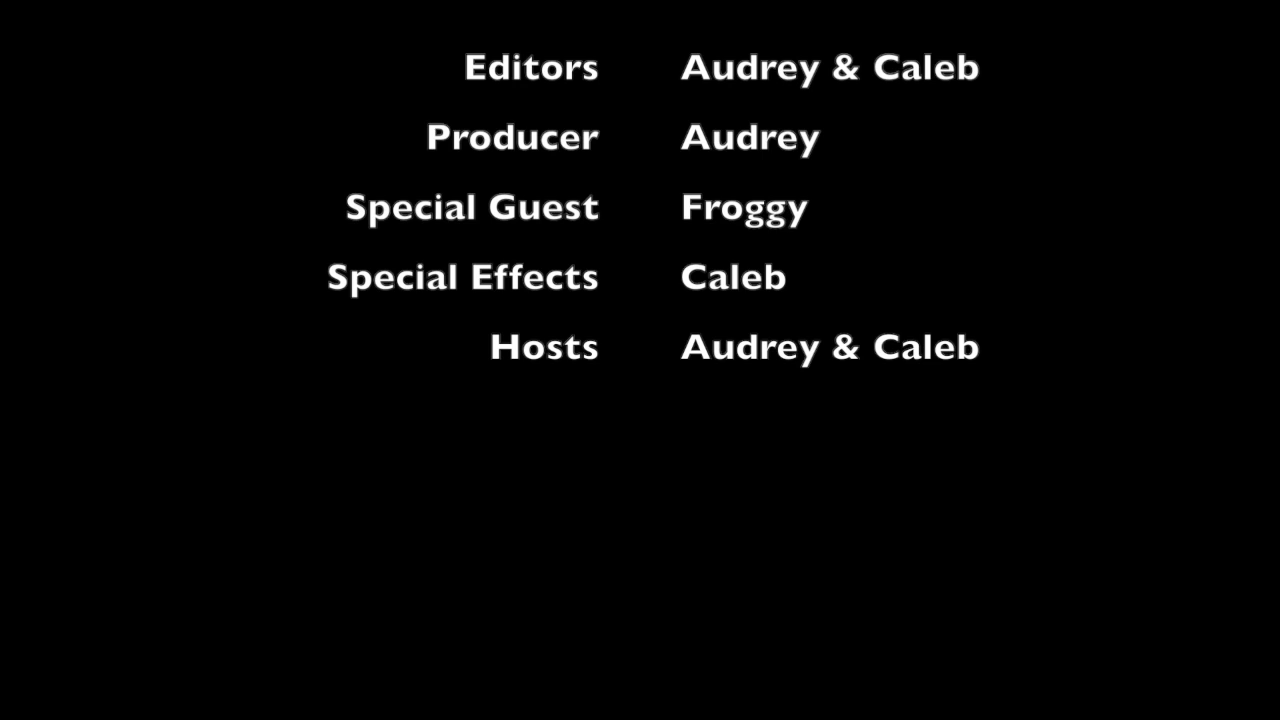 Editors Audrey & Caleb
Producer Audrey
Special Guest Froggy
Special Effects Caleb
Hosts Audrey & Caleb